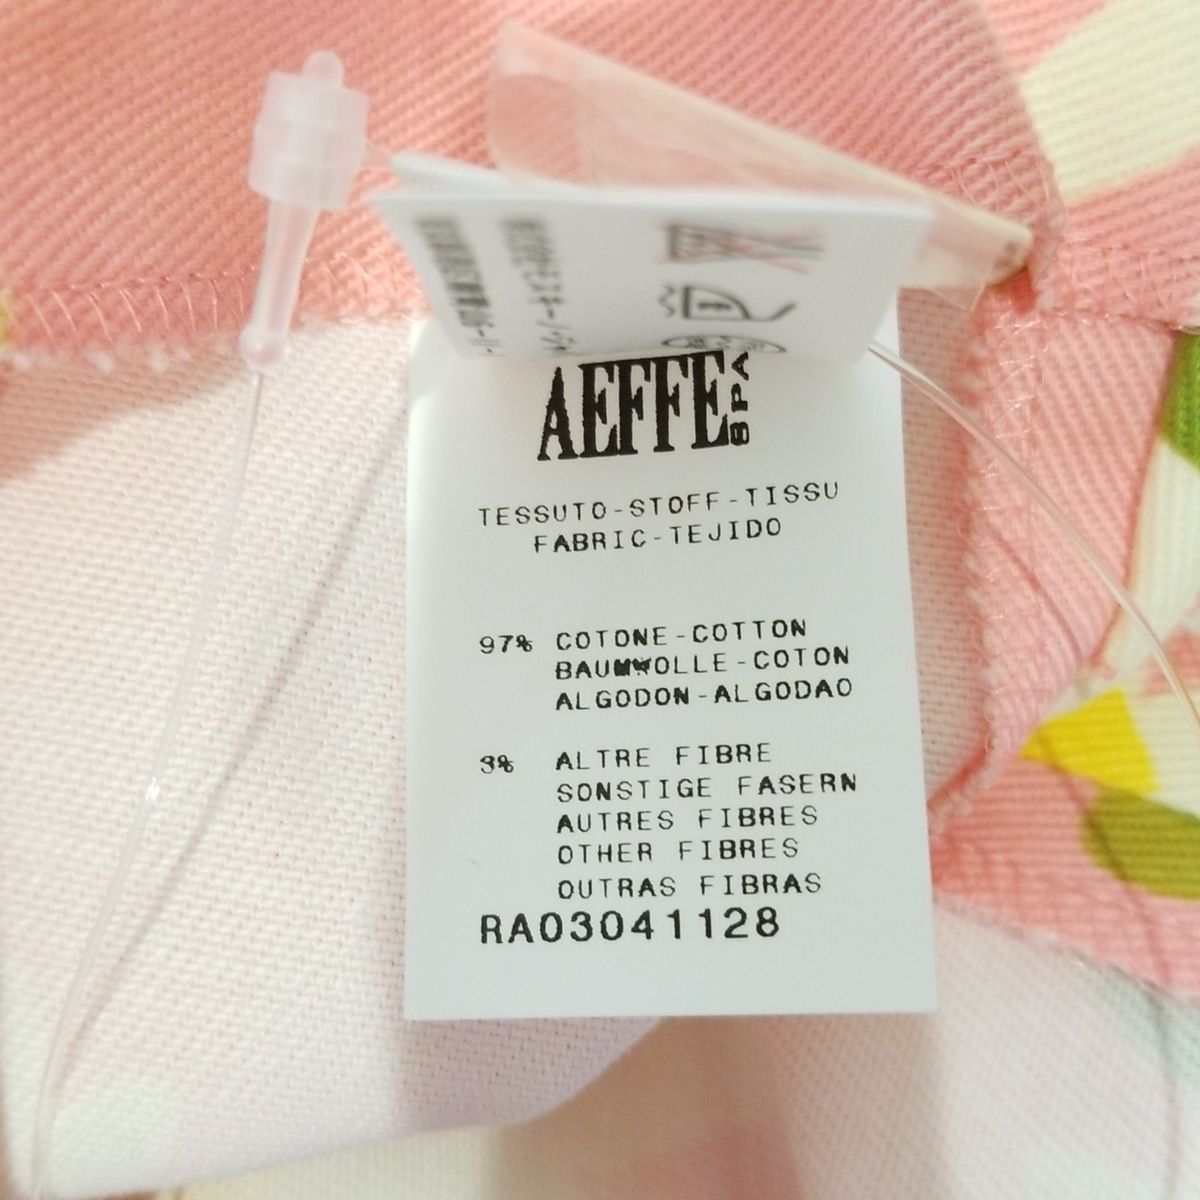 AEFFE SPA
TESSUTO-STOFF-TISSU
FABRIC-TEJIDO
97% COTONE-COTTON
BAUMWOLLE-COTON
ALGODON-ALGODAO
3% ALTRE FIBRE
SONSTIGE FASERN
AUTRES FIBRES
OTHER FIBRES
OUTRAS FIBRAS
RA03041128